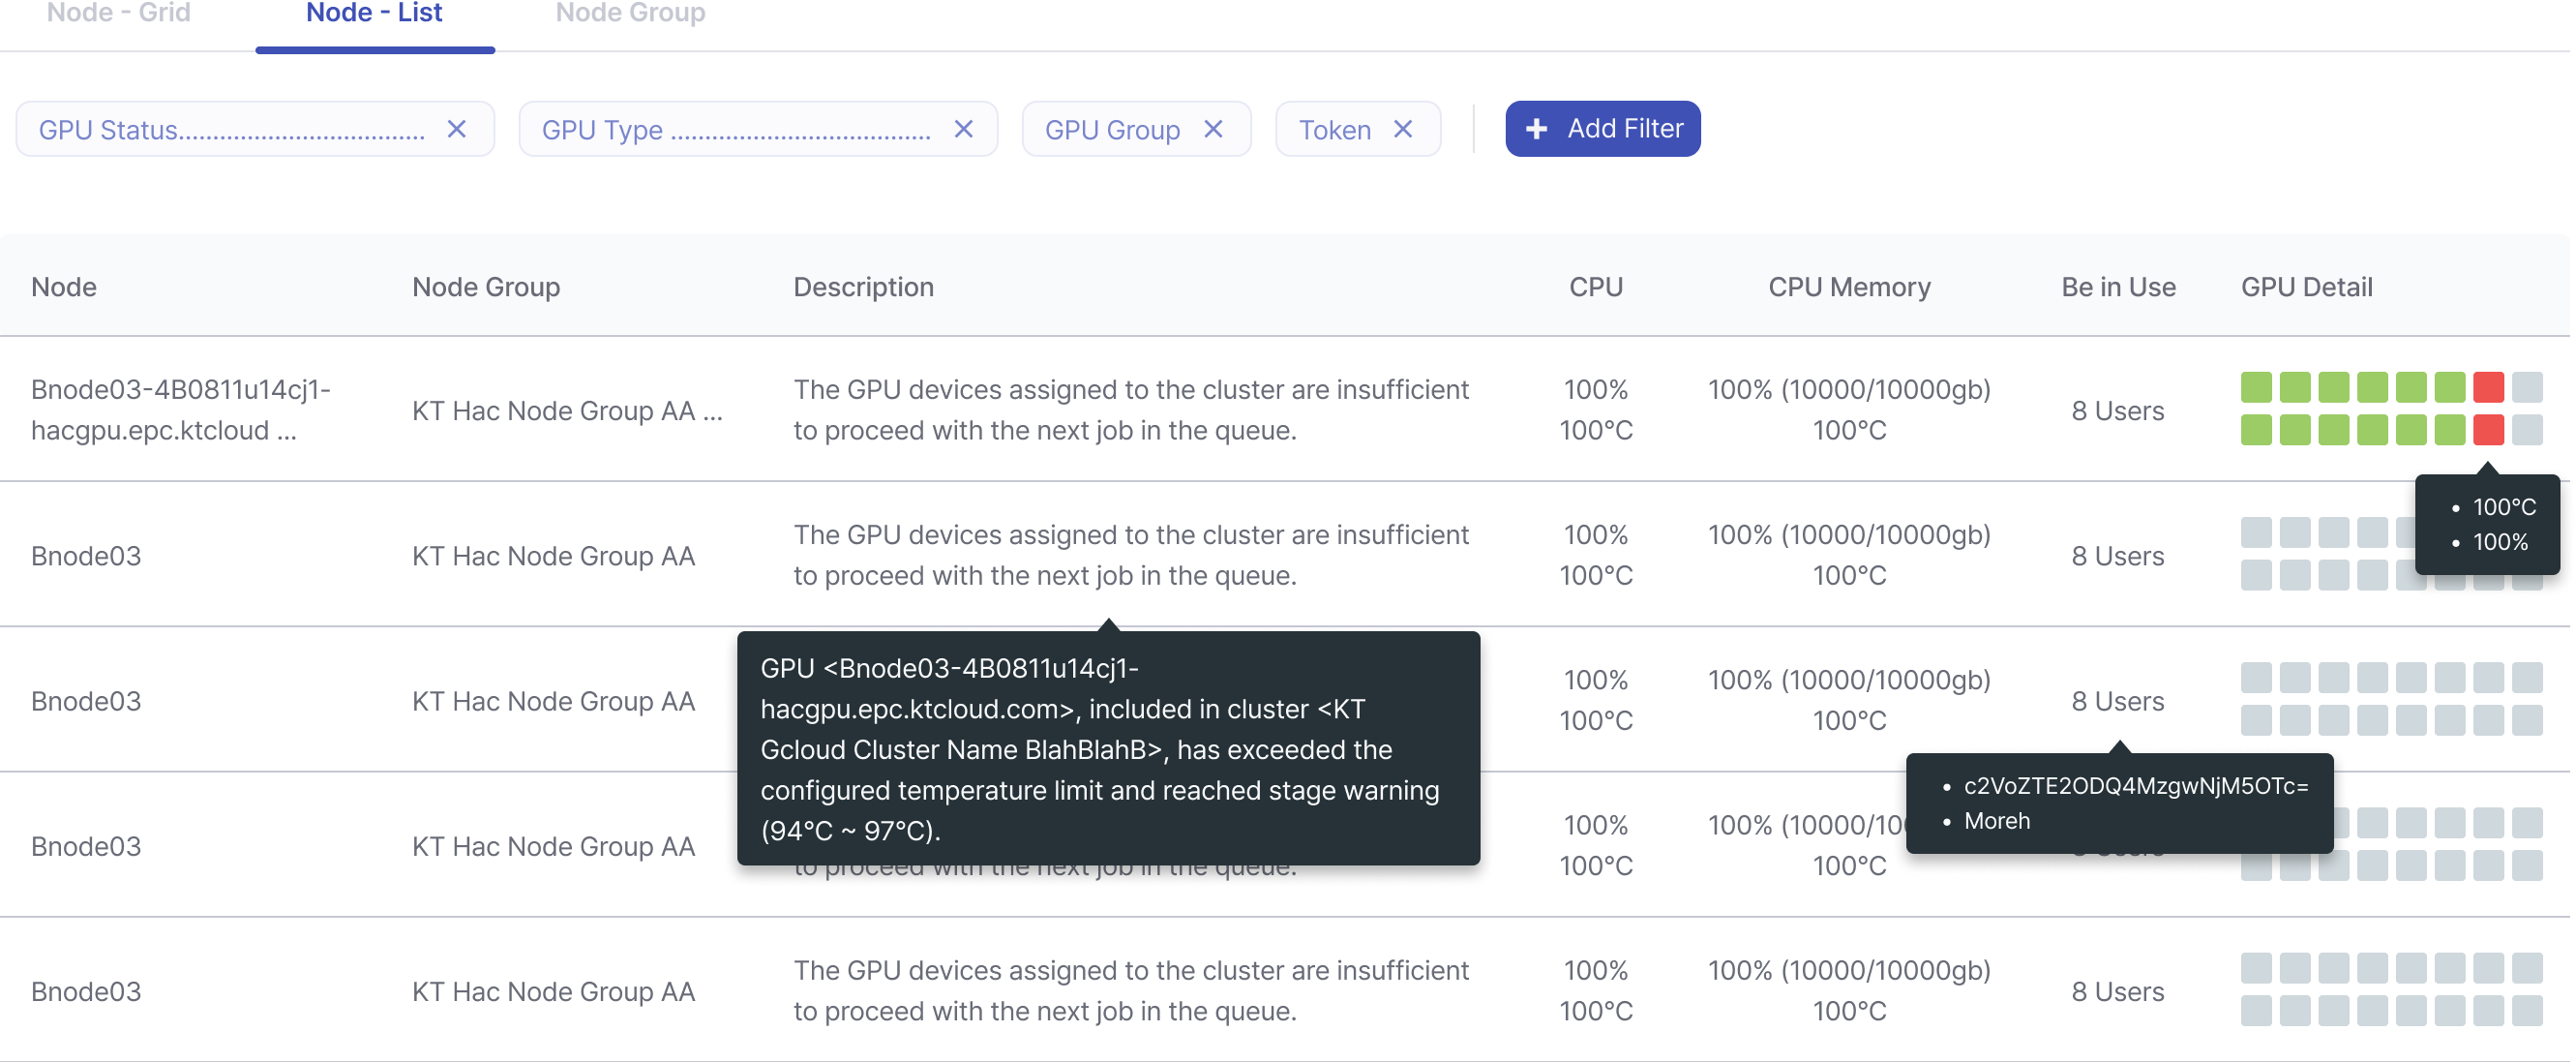 Node - Grid Node - List Node Group
GPU Status.................................... × GPU Type ...................................... × GPU Group × Token × + Add Filter
Node Node Group Description CPU CPU Memory Be in Use GPU Detail
Bnode03-4B0811u14cj1- The GPU devices assigned to the cluster are insufficient 100% 100% (10000/10000gb)
KT Hac Node Group AA ... 8 Users
hacgpu.epc.ktcloud ... to proceed with the next job in the queue. 100°C 100°C
• 100°C
• 100%
The GPU devices assigned to the cluster are insufficient 100% 100% (10000/10000gb)
Bnode03 KT Hac Node Group AA 8 Users
to proceed with the next job in the queue. 100°C 100°C
GPU <Bnode03-4B0811u14cj1-
hacgpu.epc.ktcloud.com>, included in cluster <KT
Gcloud Cluster Name BlahBlahB>, has exceeded the
configured temperature limit and reached stage warning
(94°C ~ 97°C).
100% 100% (10000/10000gb)
Bnode03 KT Hac Node Group AA 8 Users
100°C 100°C
• c2VoZTE2ODQ4MzgwNjM5OTc=
• Moreh
100% 100% (10000/10
Bnode03 KT Hac Node Group AA
to proceed with the next job in the queue. 100°C 100°C
The GPU devices assigned to the cluster are insufficient 100% 100% (10000/10000gb)
Bnode03 KT Hac Node Group AA 8 Users
to proceed with the next job in the queue. 100°C 100°C